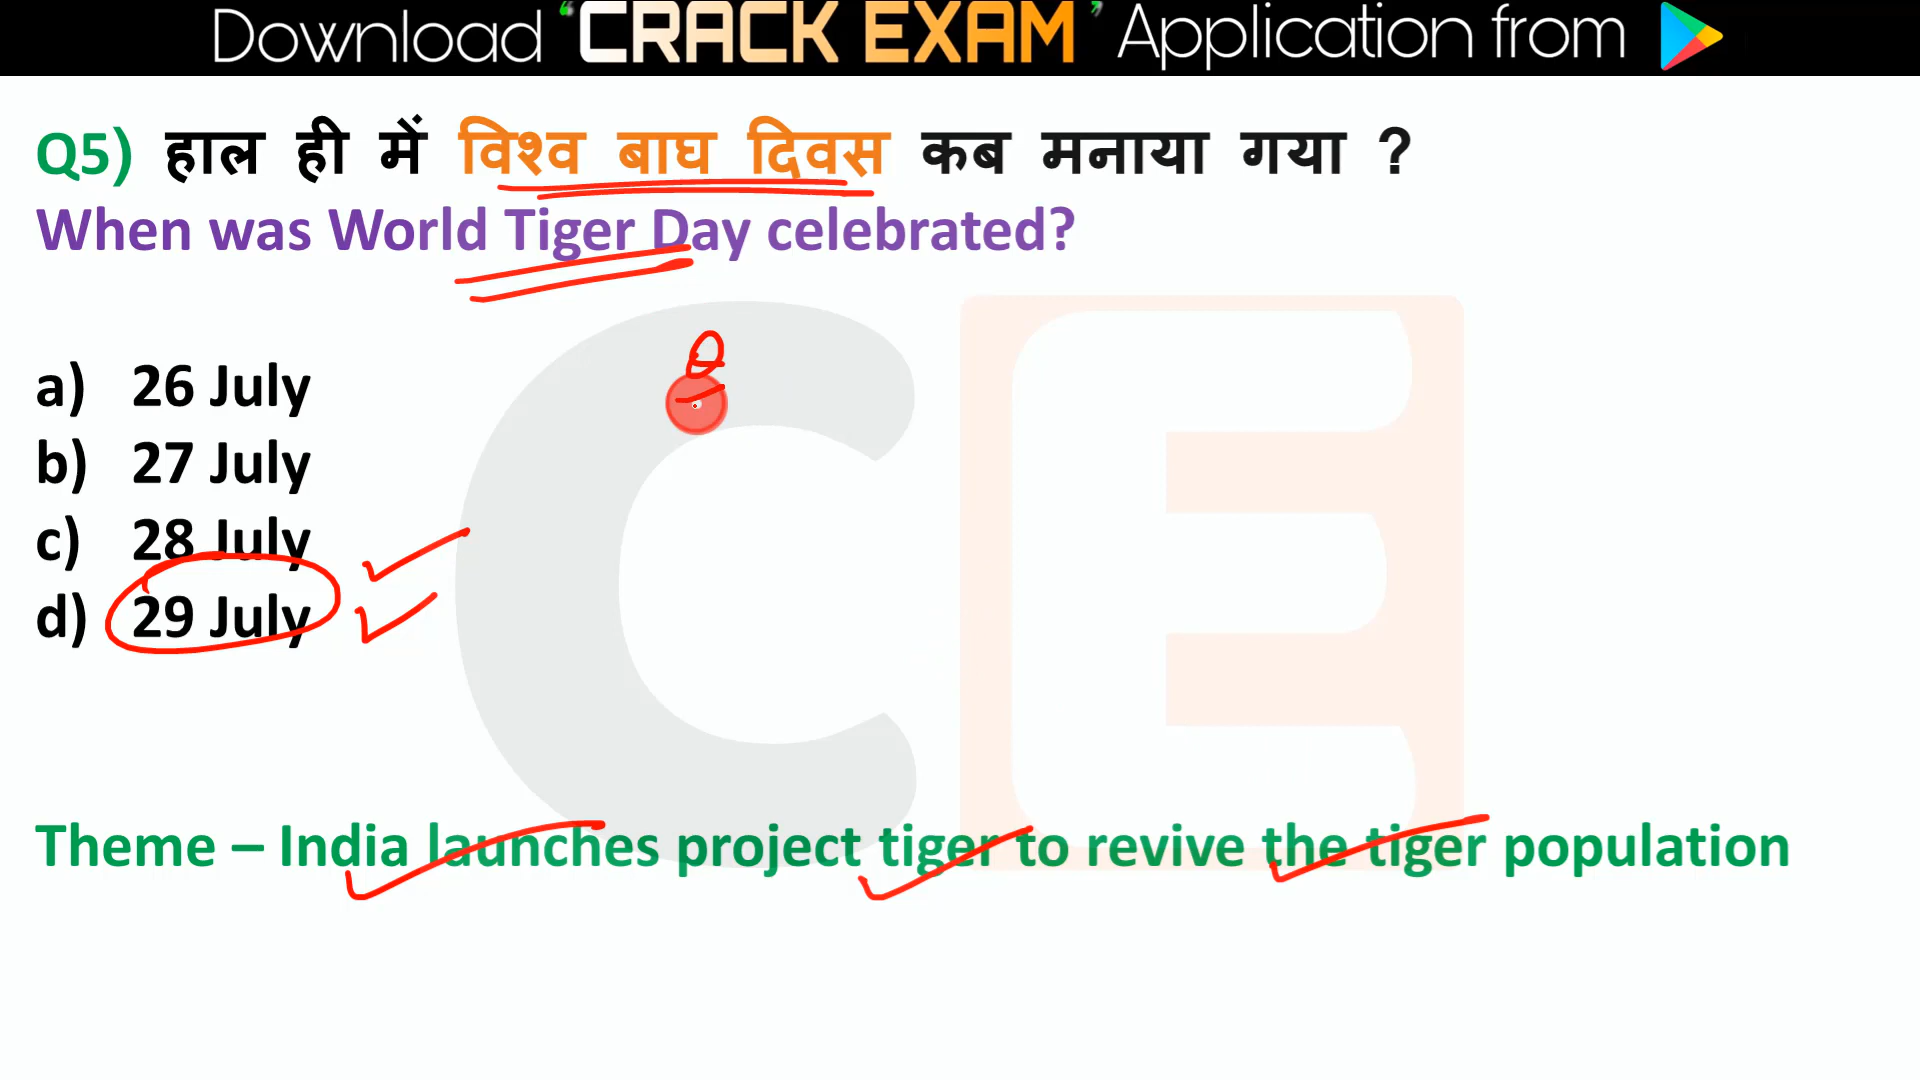 Download ‘CRACK EXAM’ Application from
Q5) हाल ही में विश्व बाघ दिवस कब मनाया गया ?
When was World Tiger Day celebrated?
a) 26 July
b) 27 July
c) 28 July
d) 29 July
Theme – India launches project tiger to revive the tiger population